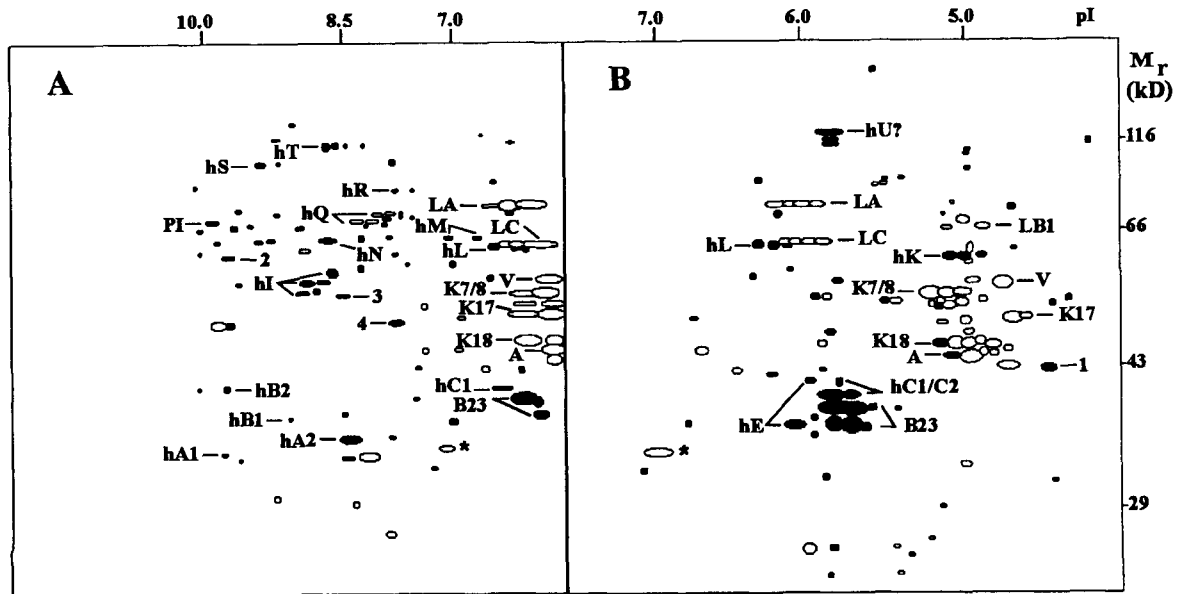 10.0 8.5 7.0 7.0 6.0 5.0 pI
A B M r (kD)
hU? 116
hT
hS
hR
LA LA
hQ
PI hM LC LB1 66
hN hL hL LC hK
2
hI V V
K7/8 K7/8
3
K17 K17
4
K18 K18
A A 43 1
hB2 hC1 hC1/C2
B23
hB1 hE B23
hA2
hA1 * *
29